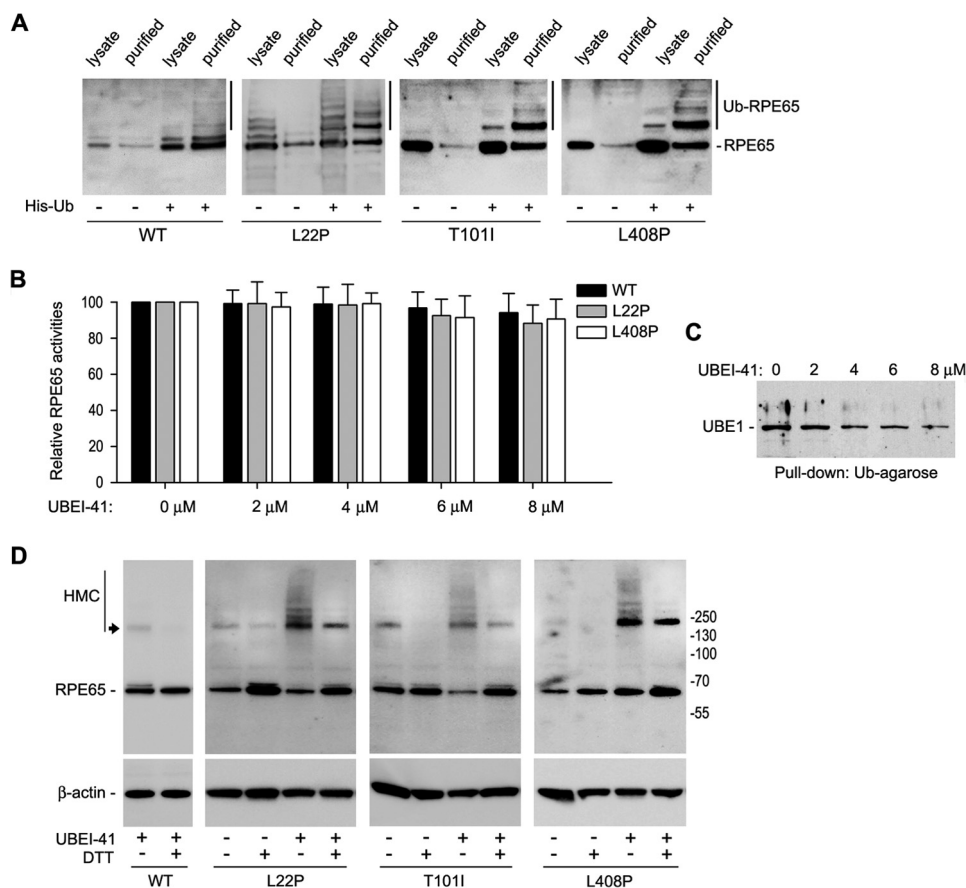 A
lysate purified lysate purified lysate purified lysate purified lysate purified lysate purified lysate purified lysate purified
Ub-RPE65
-RPE65
His-Ub - - + + - - + + - - + + - - + +
WT L22P T101I L408P
B
Relative RPE65 activities
100
80
60
40
20
0
WT
L22P
L408P
UBEI-41: 0 μM 2 μM 4 μM 6 μM 8 μM
C
UBEI-41: 0 2 4 6 8 μM
UBE1 -
Pull-down: Ub-agarose
D
HMC
-250
-130
-100
RPE65 -
-70
-55
β-actin -
UBEI-41 + + - - + + - - + + - - + +
DTT - + - + - + - + - + - + - +
WT L22P T101I L408P